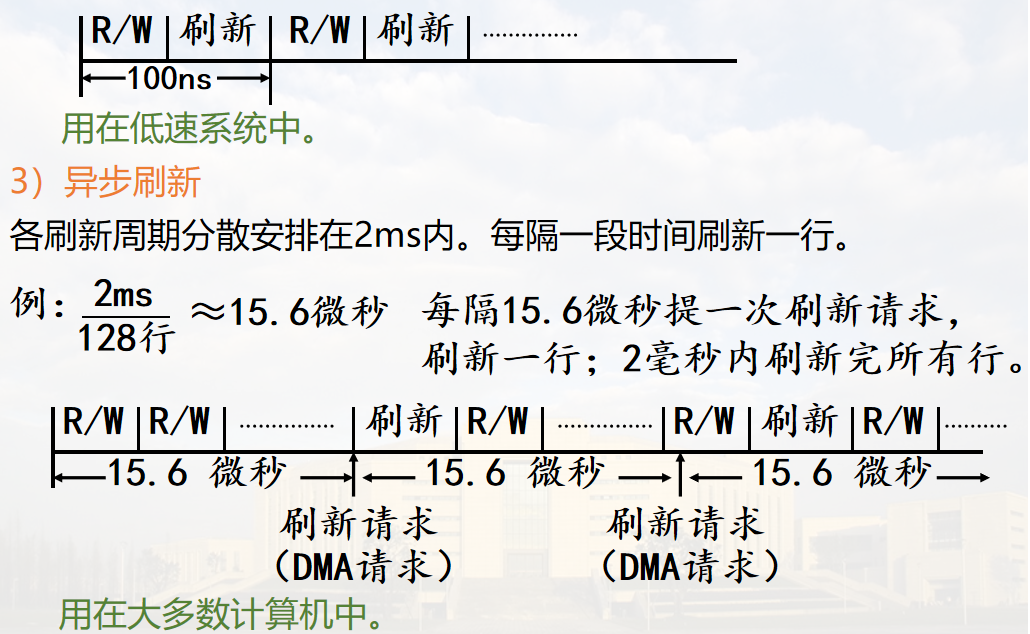 R/W 刷新 R/W 刷新 ...............
100ns
用在低速系统中。
3）异步刷新
各刷新周期分散安排在2ms内。每隔一段时间刷新一行。
例： 2ms/128行 ≈15.6微秒 每隔15.6微秒提一次刷新请求，
刷新一行；2毫秒内刷新完所有行。
R/W R/W ............... 刷新 R/W ............... R/W 刷新 R/W ..........
15.6 微秒 15.6 微秒 15.6 微秒
刷新请求 刷新请求
（DMA请求） （DMA请求）
用在大多数计算机中。